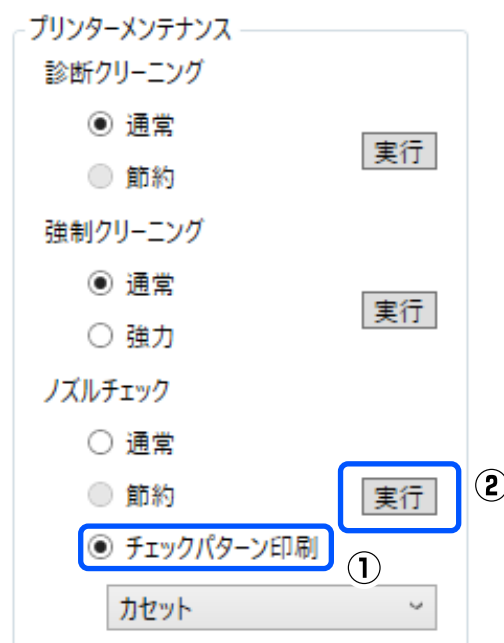 プリンターメンテナンス
診断クリーニング
通常
実行
節約
強制クリーニング
通常
実行
強力
ノズルチェック
通常
節約
実行
②
チェックパターン印刷
①
カセット